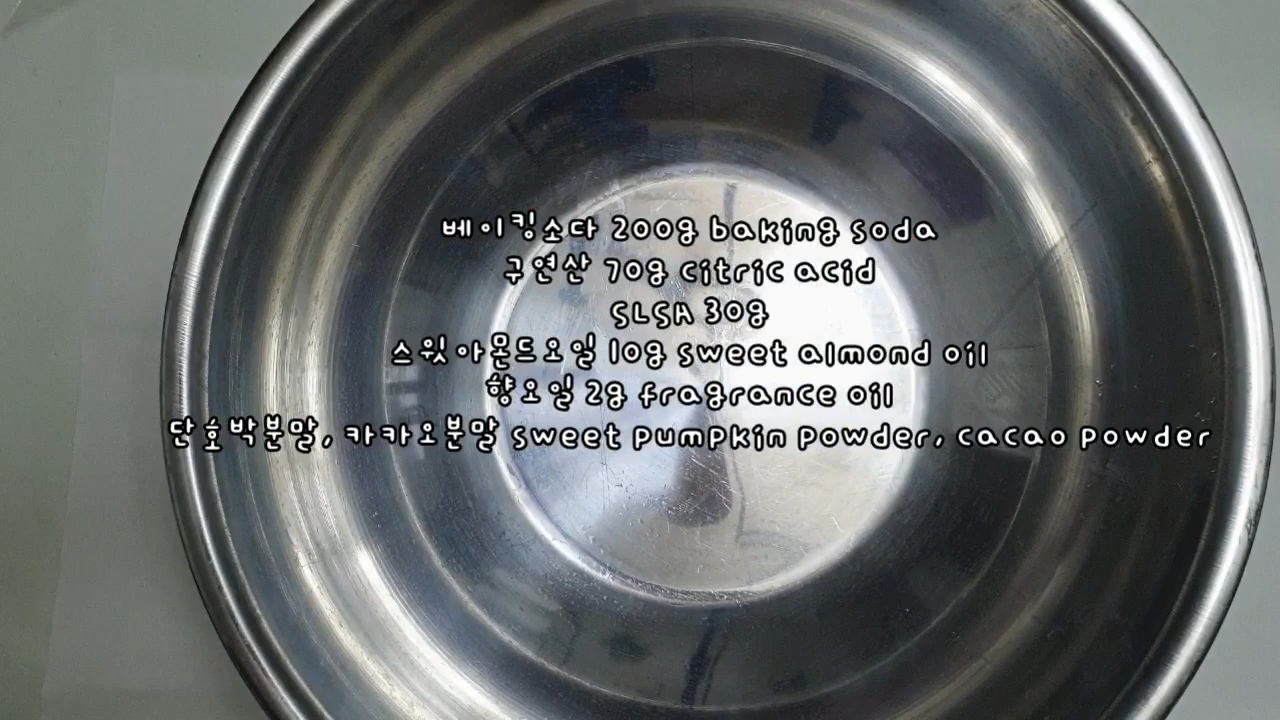 베이킹소다 200g baking soda
구연산 70g citric acid
SLSA 30g
스윗아몬드오일 10g sweet almond oil
향오일 2g fragrance oil
단호박분말, 카카오분말 sweet pumpkin powder, cacao powder